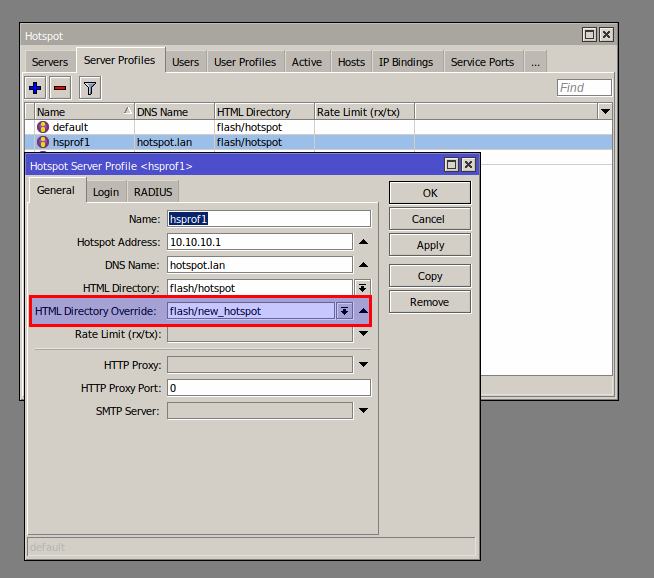 Hotspot
Servers Server Profiles Users User Profiles Active Hosts IP Bindings Service Ports ...
Find
Name DNS Name HTML Directory Rate Limit (rx/tx)
default flash/hotspot
hsprof1 hotspot.lan flash/hotspot
Hotspot Server Profile <hsprof1>
General Login RADIUS
Name: hsprof1
Hotspot Address: 10.10.10.1
DNS Name: hotspot.lan
HTML Directory: flash/hotspot
HTML Directory Override: flash/new_hotspot
Rate Limit (rx/tx):
HTTP Proxy:
HTTP Proxy Port: 0
SMTP Server:
OK
Cancel
Apply
Copy
Remove
default